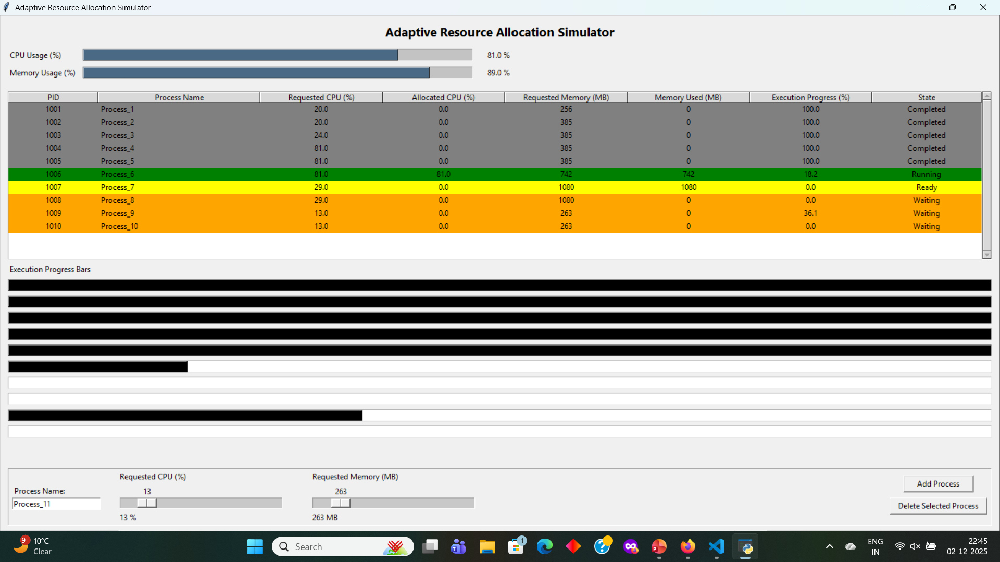 Adaptive Resource Allocation Simulator
Adaptive Resource Allocation Simulator
CPU Usage (%) 81.0 %
Memory Usage (%) 89.0 %
PID Process Name Requested CPU (%) Allocated CPU (%) Requested Memory (MB) Memory Used (MB) Execution Progress (%) State
1001 Process_1 20.0 0.0 256 0 100.0 Completed
1002 Process_2 20.0 0.0 385 0 100.0 Completed
1003 Process_3 24.0 0.0 385 0 100.0 Completed
1004 Process_4 81.0 0.0 385 0 100.0 Completed
1005 Process_5 81.0 0.0 385 0 100.0 Completed
1006 Process_6 81.0 81.0 742 742 18.2 Running
1007 Process_7 29.0 0.0 1080 1080 0.0 Ready
1008 Process_8 29.0 0.0 1080 0 0.0 Waiting
1009 Process_9 13.0 0.0 263 0 36.1 Waiting
1010 Process_10 13.0 0.0 263 0 0.0 Waiting
Execution Progress Bars
Requested CPU (%) Requested Memory (MB)
Add Process
Process Name: 13 263
Process_11
Delete Selected Process
13 % 263 MB
9+ 10°C
Clear
Search
1
ENG
IN
22:45
02-12-2025